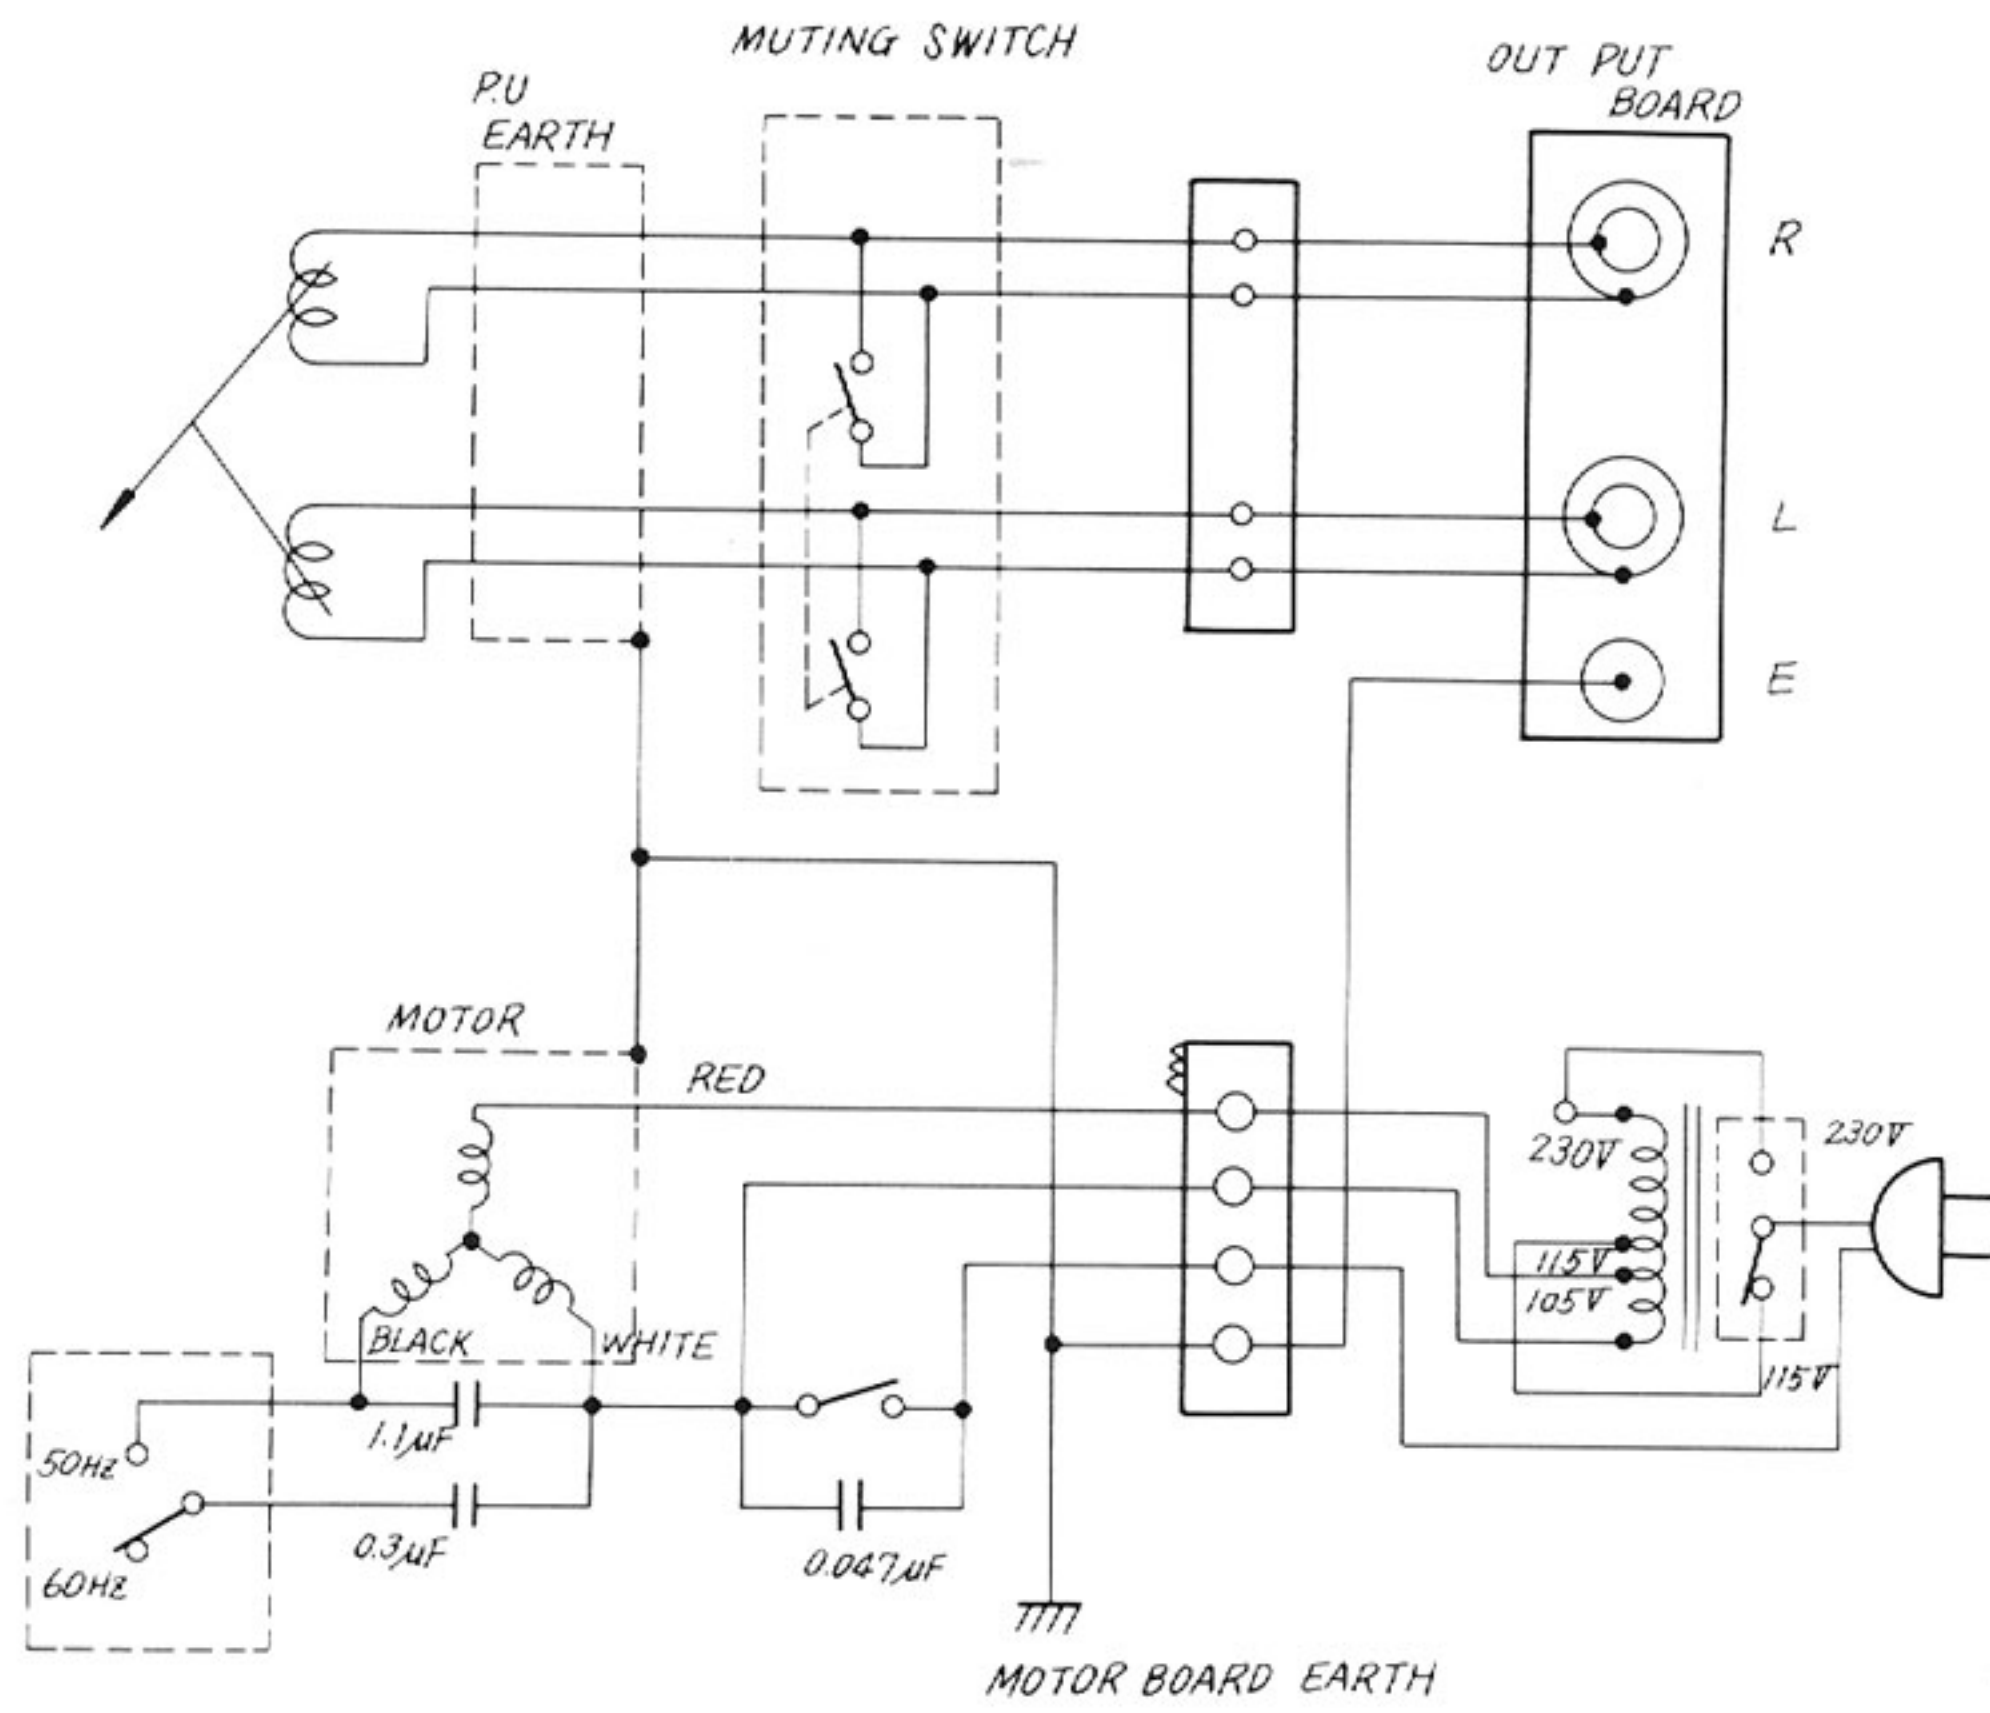 MUTING SWITCH
OUT PUT
BOARD
P.U
EARTH
R
L
E
MOTOR
RED
230V
230V
115V
105V
115V
BLACK
WHITE
1.1µF
50Hz
0.3µF
0.047µF
60Hz
MOTOR BOARD EARTH